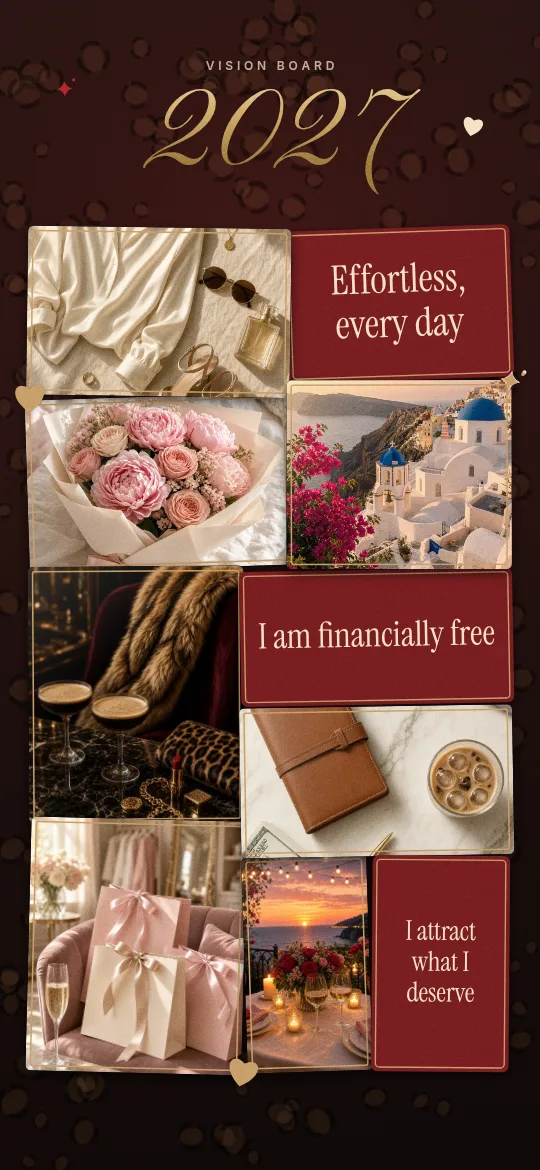 VISION BOARD
2027
Effortless,
every day
I am financially free
I attract
what I
deserve